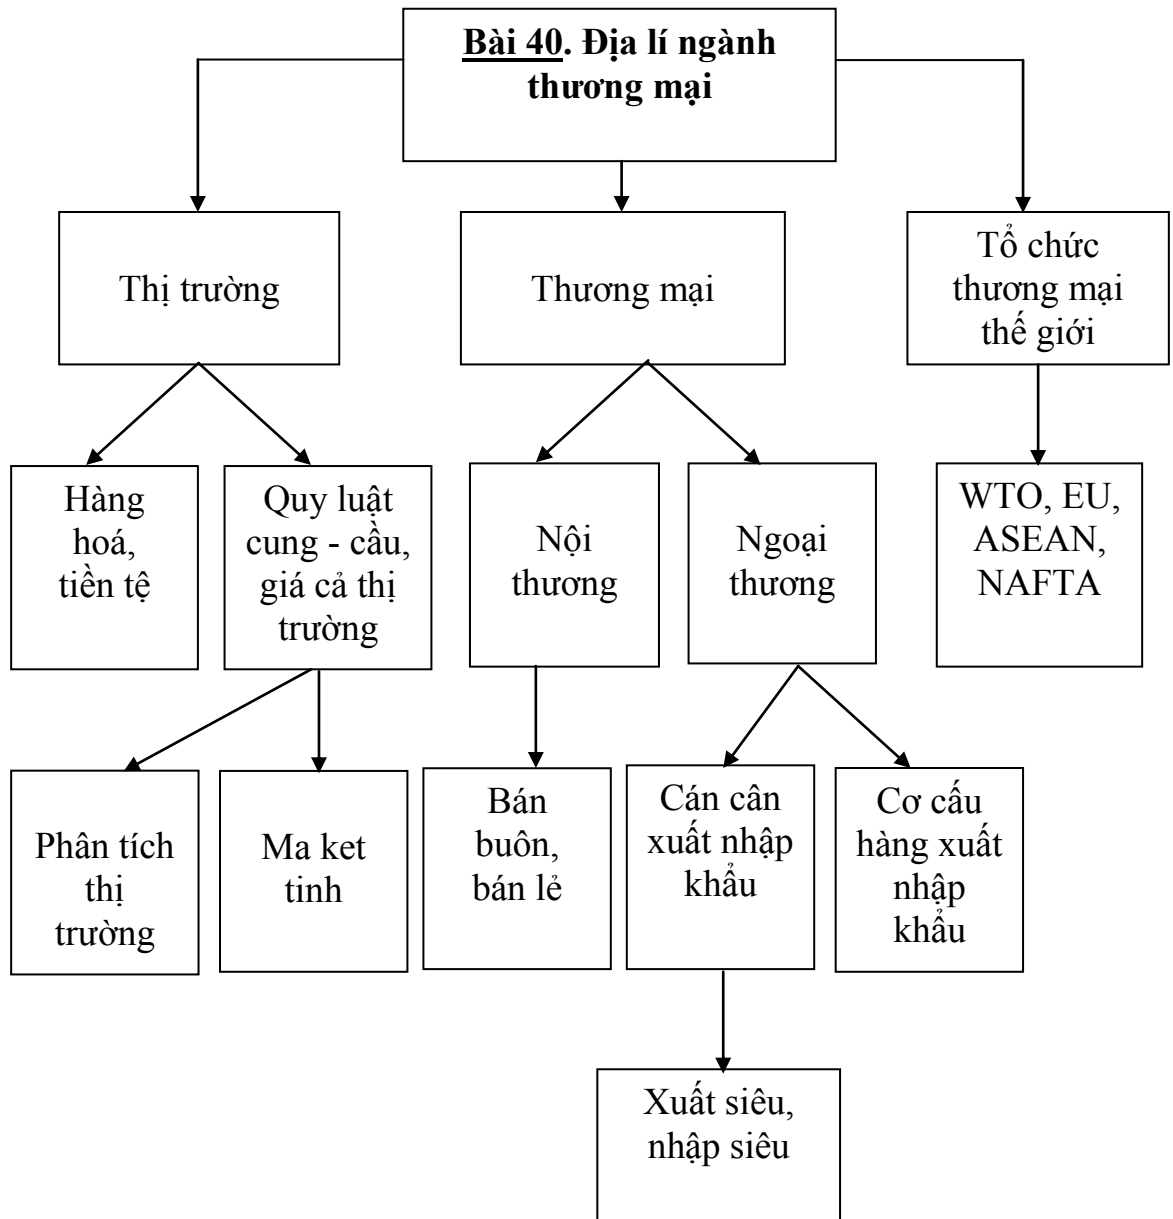 Bài 40. Địa lí ngành
thương mại
Thị trường
Thương mại
Tổ chức
thương mại
thế giới
Hàng
hoá,
tiền tệ
Quy luật
cung - cầu,
giá cả thị
trường
Nội
thương
Ngoại
thương
WTO, EU,
ASEAN,
NAFTA
Phân tích
thị
trường
Ma ket
tinh
Bán
buôn,
bán lẻ
Cán cân
xuất nhập
khẩu
Cơ cấu
hàng xuất
nhập
khẩu
Xuất siêu,
nhập siêu